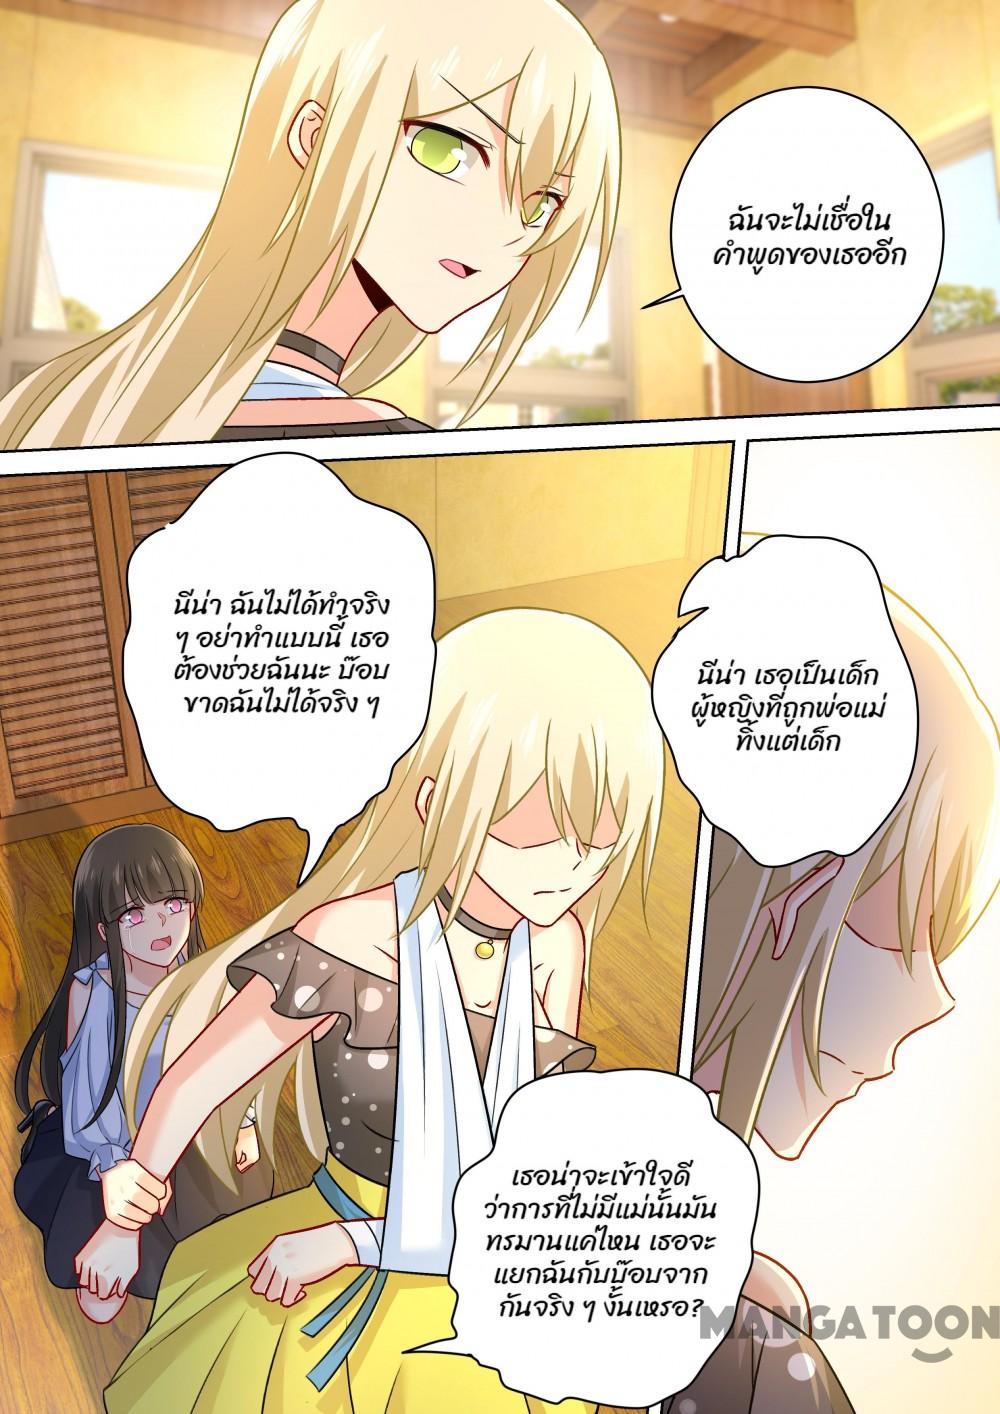 ฉันจะไม่เชื่อใน
คำพูดของเธออีก
นีน่า ฉันไม่ได้ทำจริง
ๆ อย่าทำแบบนี้ เธอ
ต้องช่วยฉันนะ บ๊อบ
ขาดฉันไม่ได้จริง ๆ
นีน่า เธอเป็นเด็ก
ผู้หญิงที่ถูกพ่อแม่
ทิ้งแต่เด็ก
เธอน่าจะเข้าใจดี
ว่าการที่ไม่มีแม่นั้นมัน
ทรมานแค่ไหน เธอจะ
แยกฉันกับบ๊อบจาก
กันจริง ๆ งั้นเหรอ?
MANGATOON